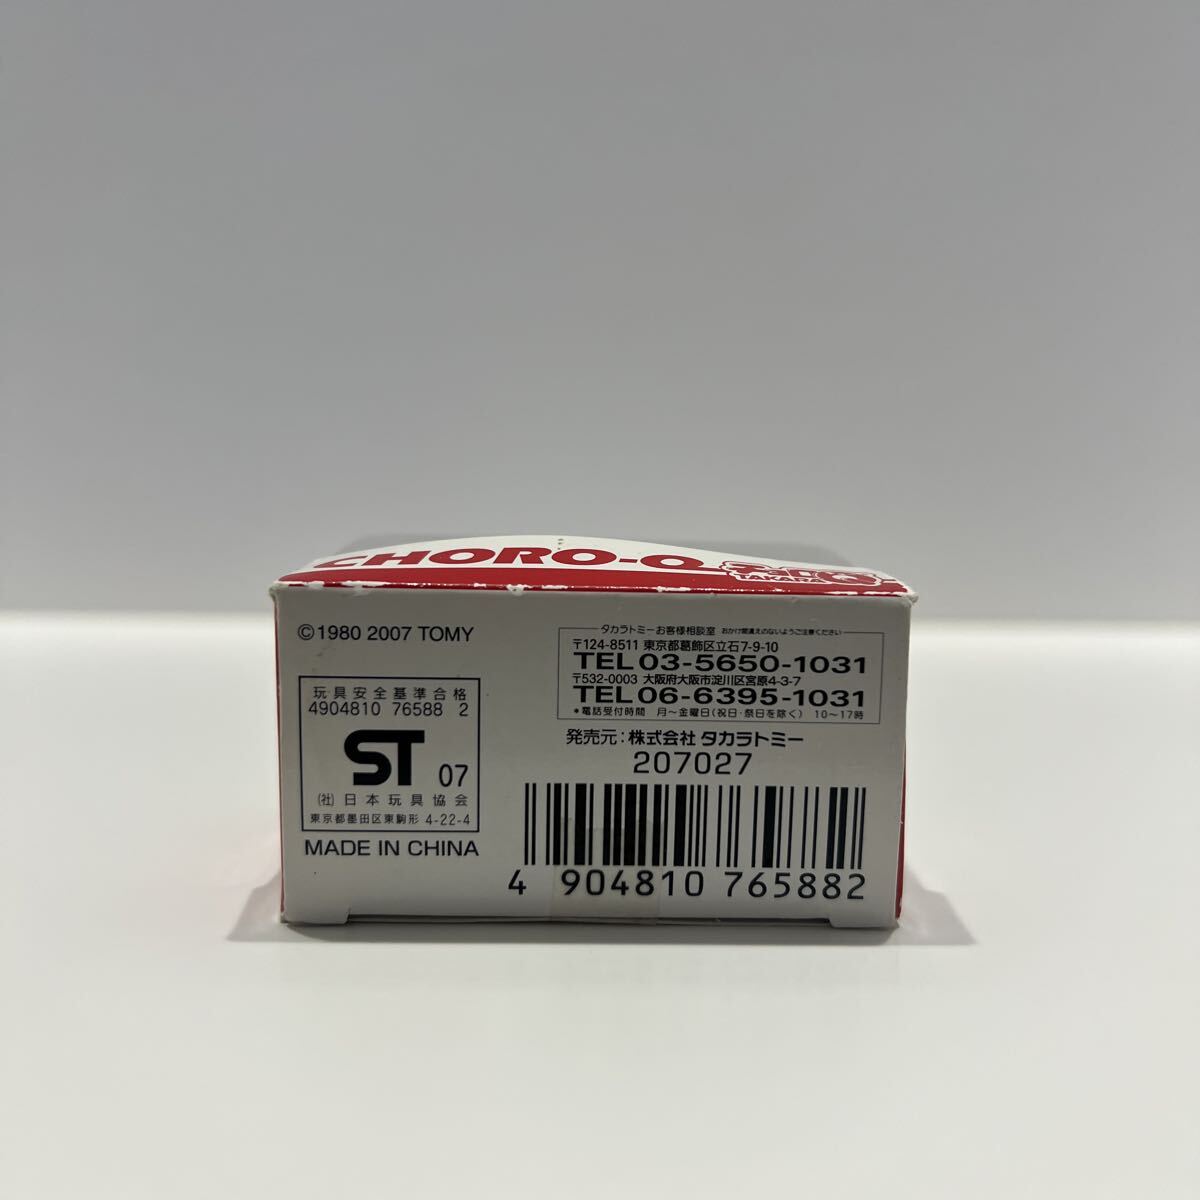 CHORO-Q チョロQ
TAKARA
©1980 2007 TOMY
玩具安全基準合格
4904810 76588 2
ST 07
(社)日本玩具協会
東京都墨田区東駒形 4-22-4
MADE IN CHINA
タカラトミーお客様相談室 おかけ間違えのないようご注意ください
〒124-8511 東京都葛飾区立石7-9-10
TEL 03-5650-1031
〒532-0003 大阪府大阪市淀川区宮原4-3-7
TEL 06-6395-1031
*電話受付時間 月〜金曜日(祝日・祭日を除く) 10〜17時
発売元:株式会社 タカラトミー
207027
4 904810 765882